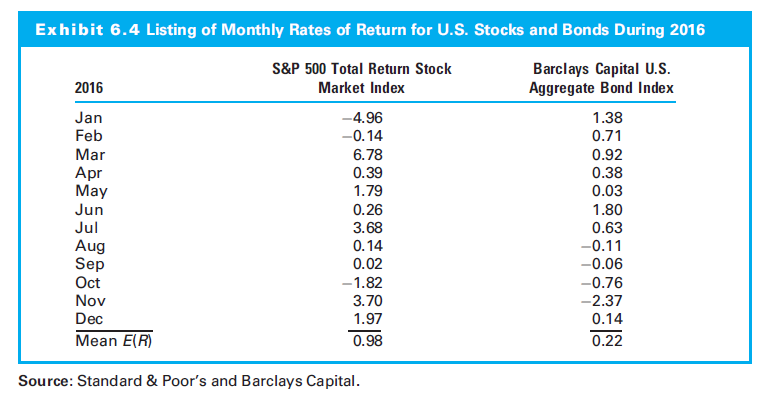 Exhibit 6.4 Listing of Monthly Rates of Return for U.S. Stocks and Bonds During 2016
2016 S&P 500 Total Return Stock Market Index Barclays Capital U.S. Aggregate Bond Index
Jan −4.96 1.38
Feb −0.14 0.71
Mar 6.78 0.92
Apr 0.39 0.38
May 1.79 0.03
Jun 0.26 1.80
Jul 3.68 0.63
Aug 0.14 −0.11
Sep 0.02 −0.06
Oct −1.82 −0.76
Nov 3.70 −2.37
Dec 1.97 0.14
Mean E(R) 0.98 0.22
Source: Standard & Poor's and Barclays Capital.